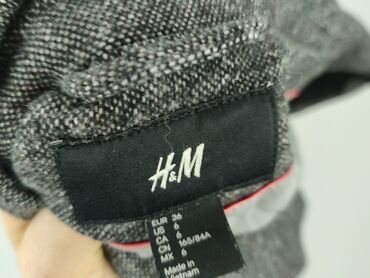 H&M
EUR 36
US 6
CA 6
CN 165/84A
MX 6
Made in
Vietnam